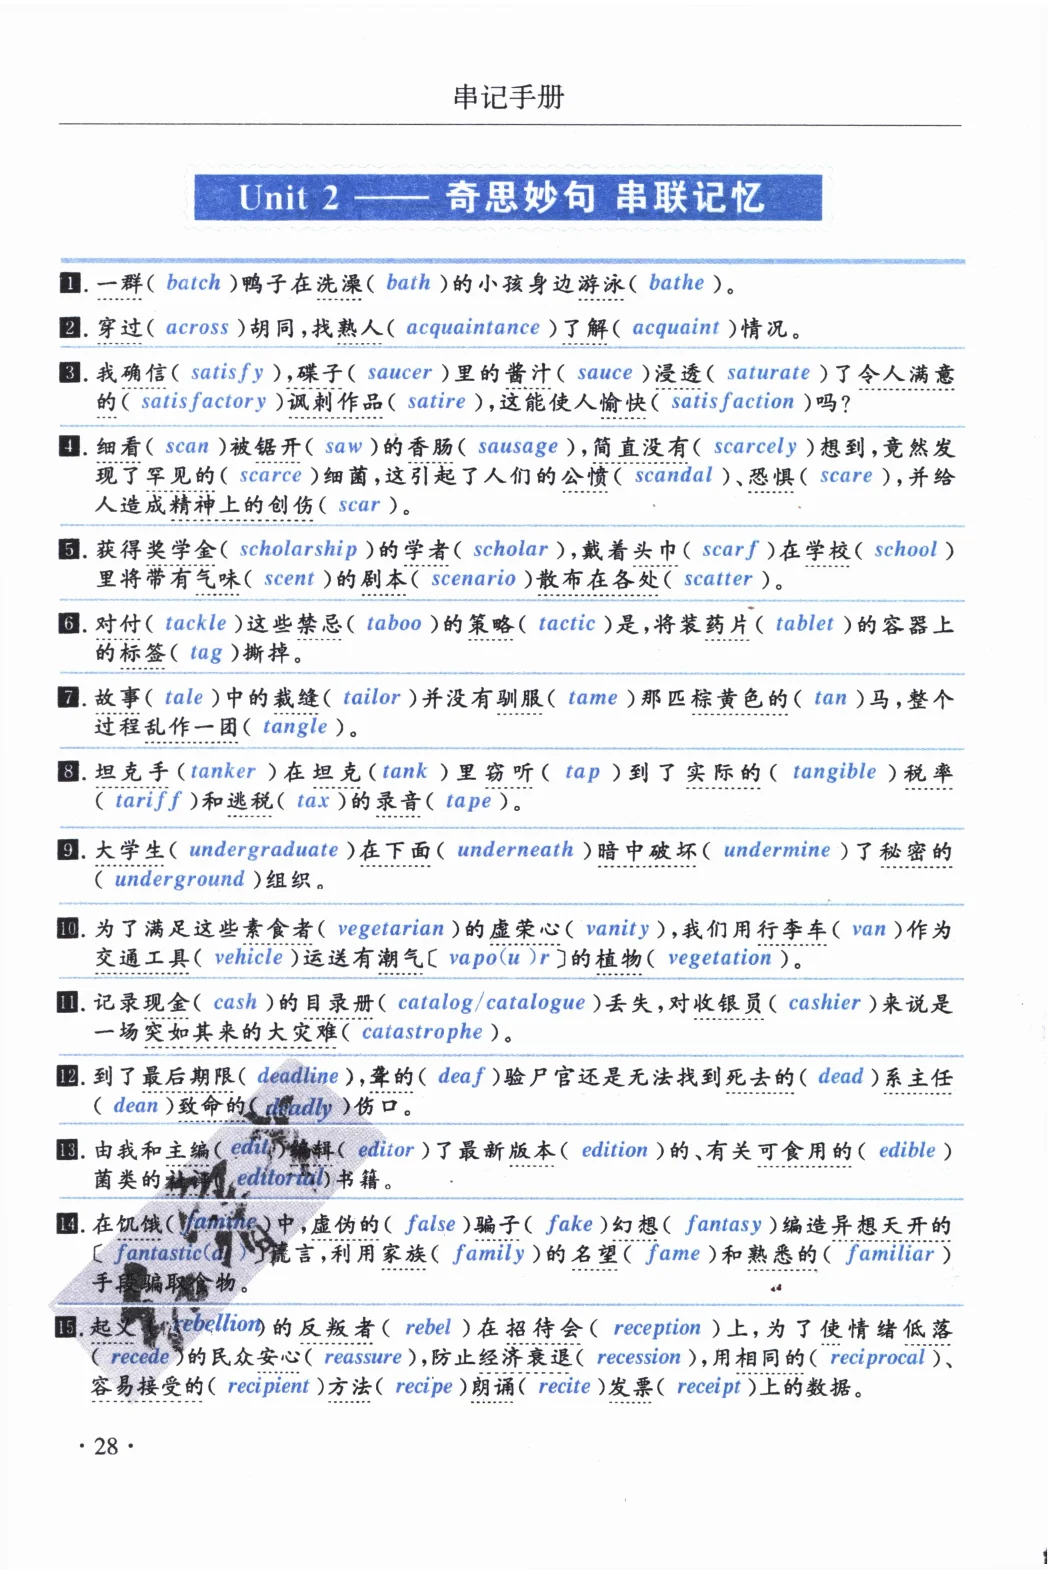 串记手册
Unit 2 —— 奇思妙句 串联记忆
1. 一群( batch )鸭子在洗澡( bath )的小孩身边游泳( bathe )。
2. 穿过( across )胡同,找熟人( acquaintance )了解( acquaint )情况。
3. 我确信( satisfy ),碟子( saucer )里的酱汁( sauce )浸透( saturate )了令人满意
的( satisfactory )讽刺作品( satire ),这能使人愉快( satisfaction )吗?
4. 细看( scan )被锯开( saw )的香肠( sausage ),简直没有( scarcely )想到,竟然发
现了罕见的( scarce )细菌,这引起了人们的公愤( scandal )、恐惧( scare ),并给
人造成精神上的创伤( scar )。
5. 获得奖学金( scholarship )的学者( scholar ),戴着头巾( scarf )在学校( school )
里将带有气味( scent )的剧本( scenario )散布在各处( scatter )。
6. 对付( tackle )这些禁忌( taboo )的策略( tactic )是,将装药片( tablet )的容器上
的标签( tag )撕掉。
7. 故事( tale )中的裁缝( tailor )并没有驯服( tame )那匹棕黄色的( tan )马,整个
过程乱作一团( tangle )。
8. 坦克手( tanker )在坦克( tank )里窃听( tap )到了实际的( tangible )税率
( tariff )和逃税( tax )的录音( tape )。
9. 大学生( undergraduate )在下面( underneath )暗中破坏( undermine )了秘密的
( underground )组织。
10. 为了满足这些素食者( vegetarian )的虚荣心( vanity ),我们用行李车( van )作为
交通工具( vehicle )运送有潮气〔 vapo(u )r 〕的植物( vegetation )。
11. 记录现金( cash )的目录册( catalog/catalogue )丢失,对收银员( cashier )来说是
一场突如其来的大灾难( catastrophe )。
12. 到了最后期限( deadline ),聋的( deaf )验尸官还是无法找到死去的( dead )系主任
( dean )致命的( deadly )伤口。
13. 由我和主编( edit )编辑( editor )了最新版本( edition )的、有关可食用的( edible )
菌类的社评( editorial)书籍。
14. 在饥饿( famine )中,虚伪的( false )骗子( fake )幻想( fantasy )编造异想天开的
〔 fantastic(al ) 〕谎言,利用家族( family )的名望( fame )和熟悉的( familiar )
手段骗取食物。
15. 起义( rebellion)的反叛者( rebel )在招待会( reception )上,为了使情绪低落
( recede )的民众安心( reassure ),防止经济衰退( recession ),用相同的( reciprocal )、
容易接受的( recipient )方法( recipe )朗诵( recite )发票( receipt )上的数据。
· 28 ·